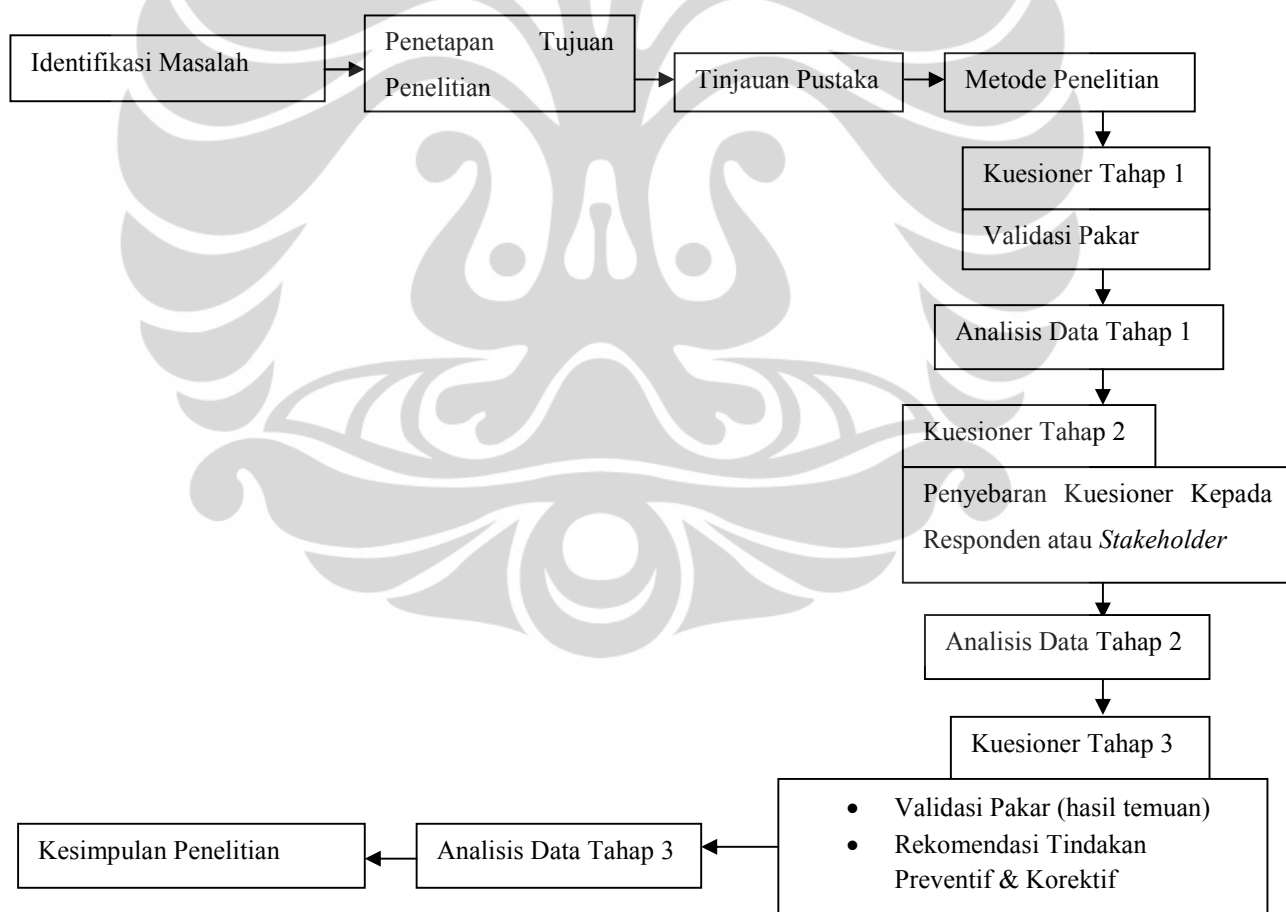 Identifikasi Masalah
Penetapan Tujuan
Penelitian
Tinjauan Pustaka
Metode Penelitian
Kuesioner Tahap 1
Validasi Pakar
Analisis Data Tahap 1
Kuesioner Tahap 2
Penyebaran Kuesioner Kepada
Responden atau Stakeholder
Analisis Data Tahap 2
Kuesioner Tahap 3
• Validasi Pakar (hasil temuan)
• Rekomendasi Tindakan
Preventif & Korektif
Analisis Data Tahap 3
Kesimpulan Penelitian